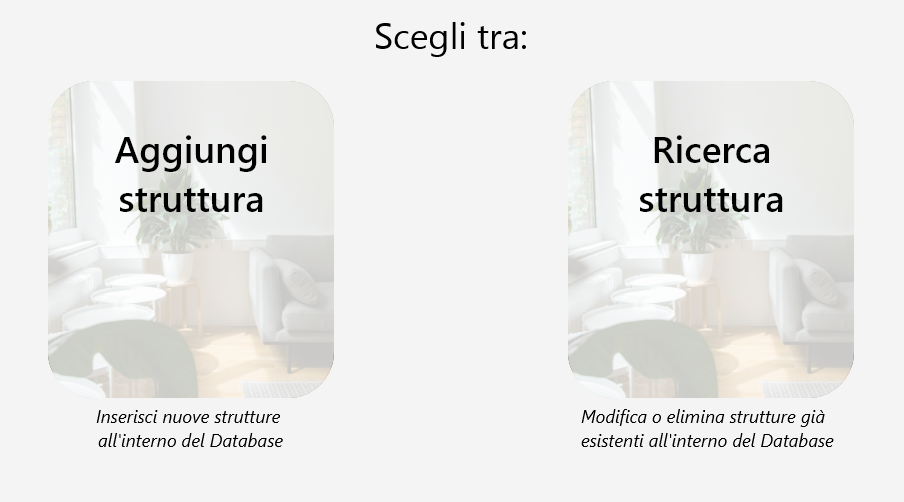 Scegli tra:
Aggiungi
struttura
Ricerca
struttura
Inserisci nuove strutture
all'interno del Database
Modifica o elimina strutture già
esistenti all'interno del Database